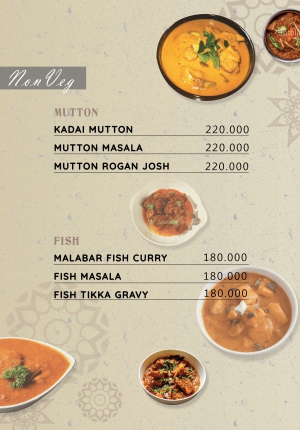 NonVeg
MUTTON
KADAI MUTTON 220.000
MUTTON MASALA 220.000
MUTTON ROGAN JOSH 220.000
FISH
MALABAR FISH CURRY 180.000
FISH MASALA 180.000
FISH TIKKA GRAVY 180.000